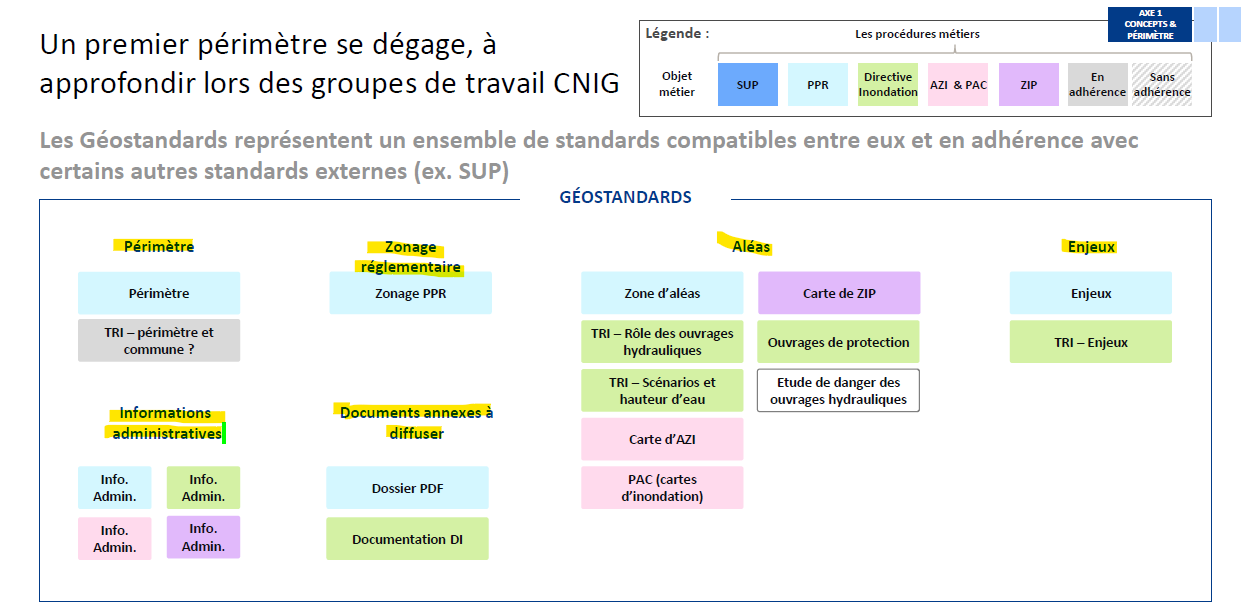 AXE 1
CONCEPTS &
PÉRIMÈTRE
Un premier périmètre se dégage, à
approfondir lors des groupes de travail CNIG
Légende :
Les procédures métiers
Objet
métier
SUP
PPR
Directive
Inondation
AZI & PAC
ZIP
En
adhérence
Sans
adhérence
Les Géostandards représentent un ensemble de standards compatibles entre eux et en adhérence avec
certains autres standards externes (ex. SUP)
GÉOSTANDARDS
Périmètre
Périmètre
TRI – périmètre et
commune ?
Zonage
réglementaire
Zonage PPR
Aléas
Zone d’aléas
Carte de ZIP
TRI – Rôle des ouvrages
hydrauliques
Ouvrages de protection
TRI – Scénarios et
hauteur d’eau
Etude de danger des
ouvrages hydrauliques
Carte d’AZI
PAC (cartes
d’inondation)
Enjeux
Enjeux
TRI – Enjeux
Informations
administratives
Info.
Admin.
Info.
Admin.
Info.
Admin.
Info.
Admin.
Documents annexes à
diffuser
Dossier PDF
Documentation DI